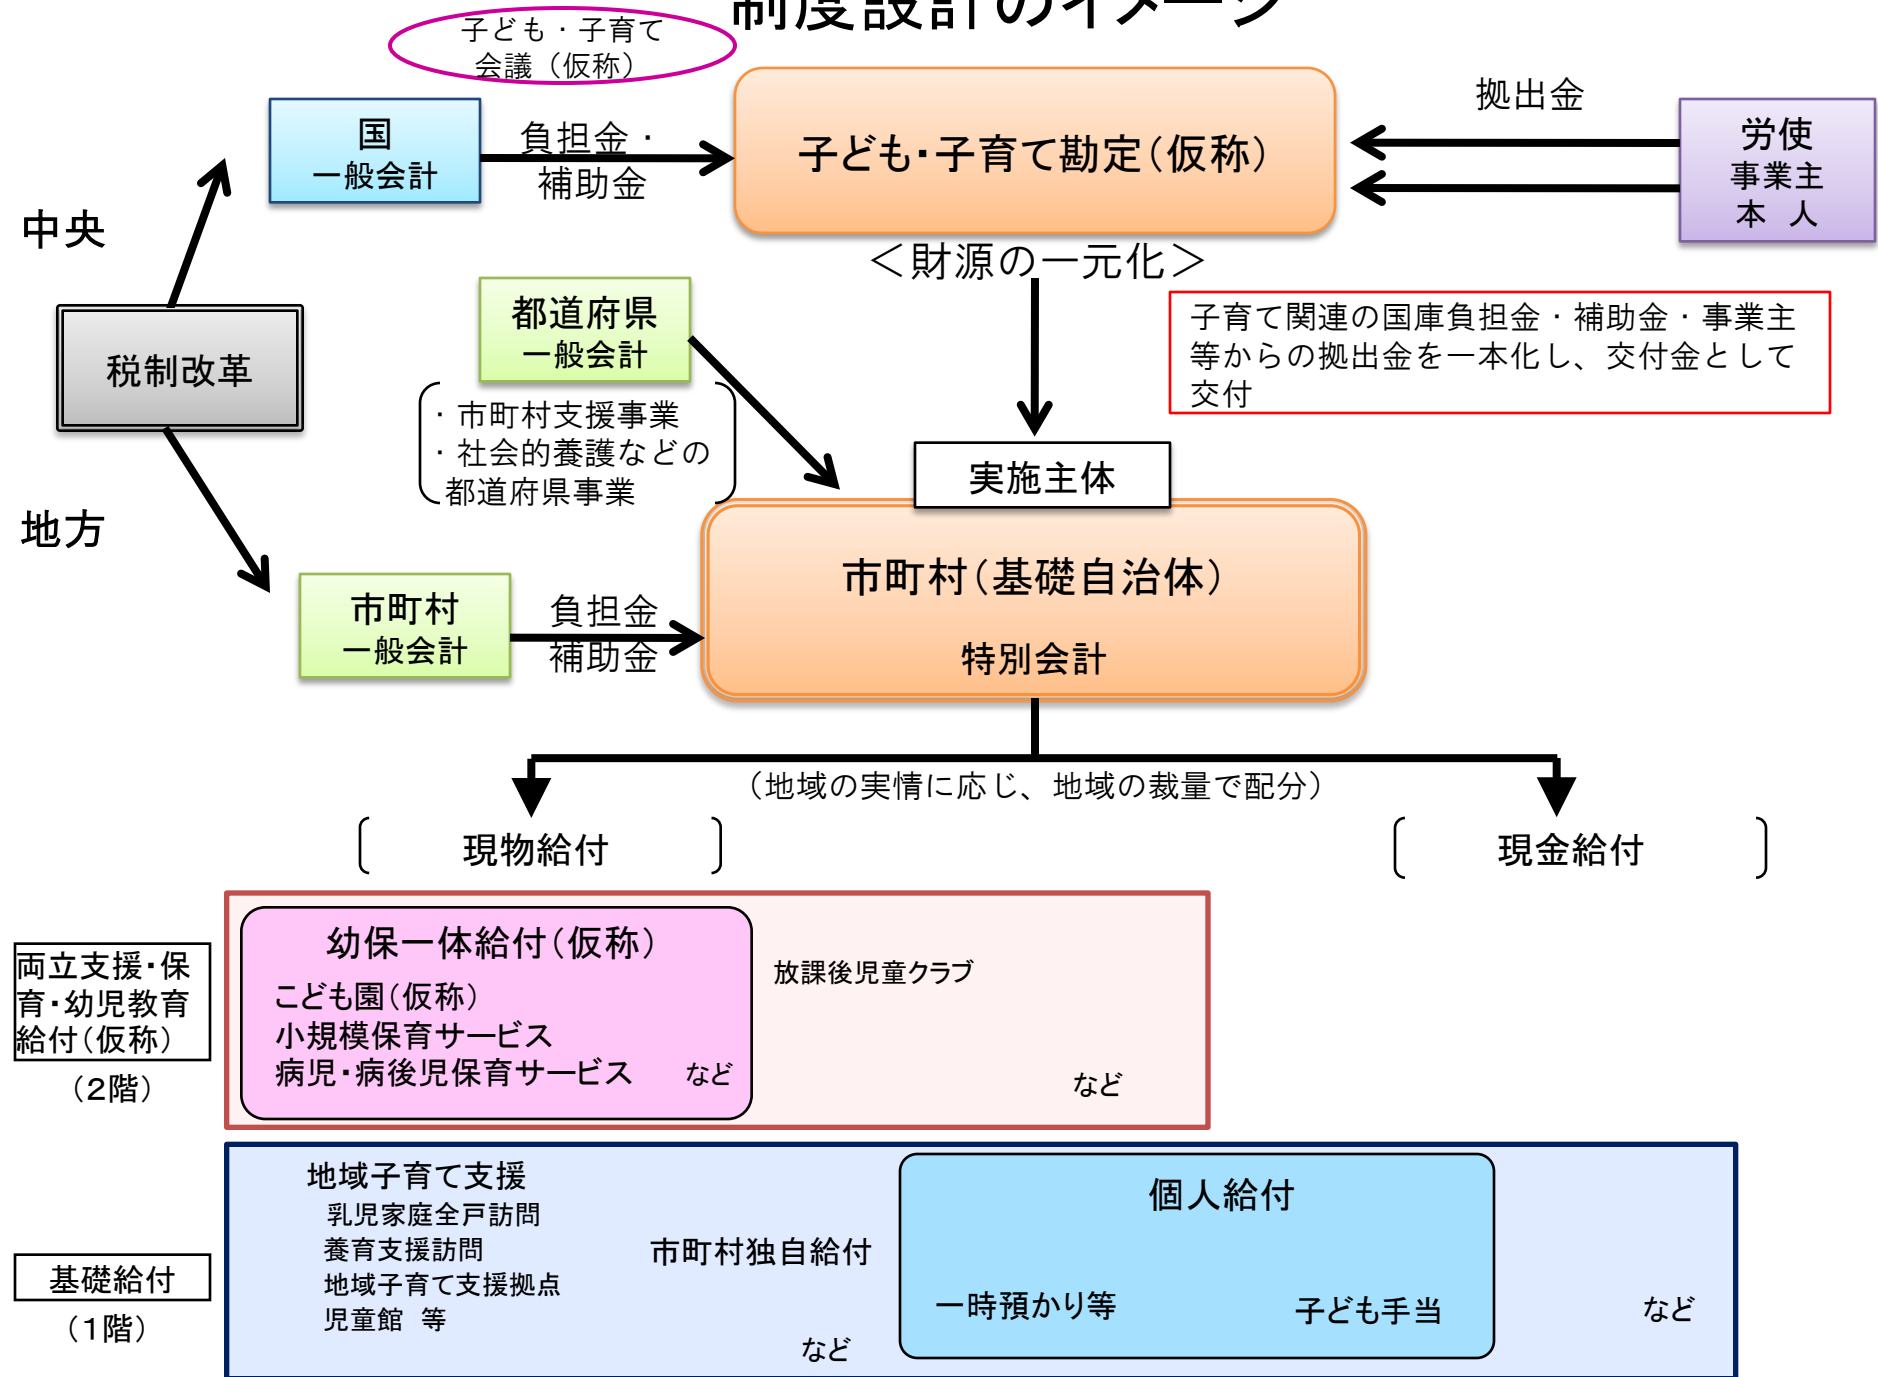 制度設計のイメージ
子ども・子育て
会議（仮称）
国
一般会計
負担金・
補助金
子ども・子育て勘定（仮称）
拠出金
労使
事業主
本　人
中央
＜財源の一元化＞
都道府県
一般会計
子育て関連の国庫負担金・補助金・事業主
等からの拠出金を一本化し、交付金として
交付
税制改革
・市町村支援事業
・社会的養護などの
都道府県事業
実施主体
地方
市町村（基礎自治体）
特別会計
市町村
一般会計
負担金
補助金
（地域の実情に応じ、地域の裁量で配分）
現物給付
現金給付
両立支援・保
育・幼児教育
給付（仮称）
（2階）
幼保一体給付（仮称）
こども園（仮称）
小規模保育サービス
病児・病後児保育サービス　など
放課後児童クラブ
など
基礎給付
（1階）
地域子育て支援
乳児家庭全戸訪問
養育支援訪問
地域子育て支援拠点
児童館　等
市町村独自給付
など
個人給付
一時預かり等
子ども手当
など